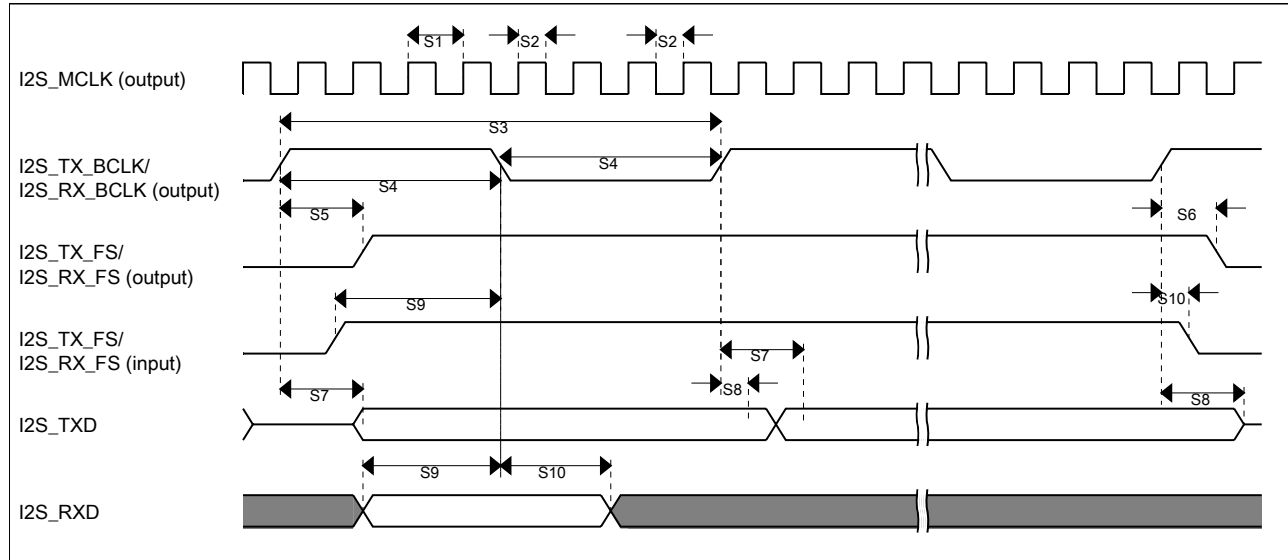 S1
S2
S2
I2S_MCLK (output)
S3
I2S_TX_BCLK/
I2S_RX_BCLK (output)
S4
S4
S5
S6
I2S_TX_FS/
I2S_RX_FS (output)
S9
S10
I2S_TX_FS/
I2S_RX_FS (input)
S7
S7
S8
S8
I2S_TXD
S9
S10
I2S_RXD